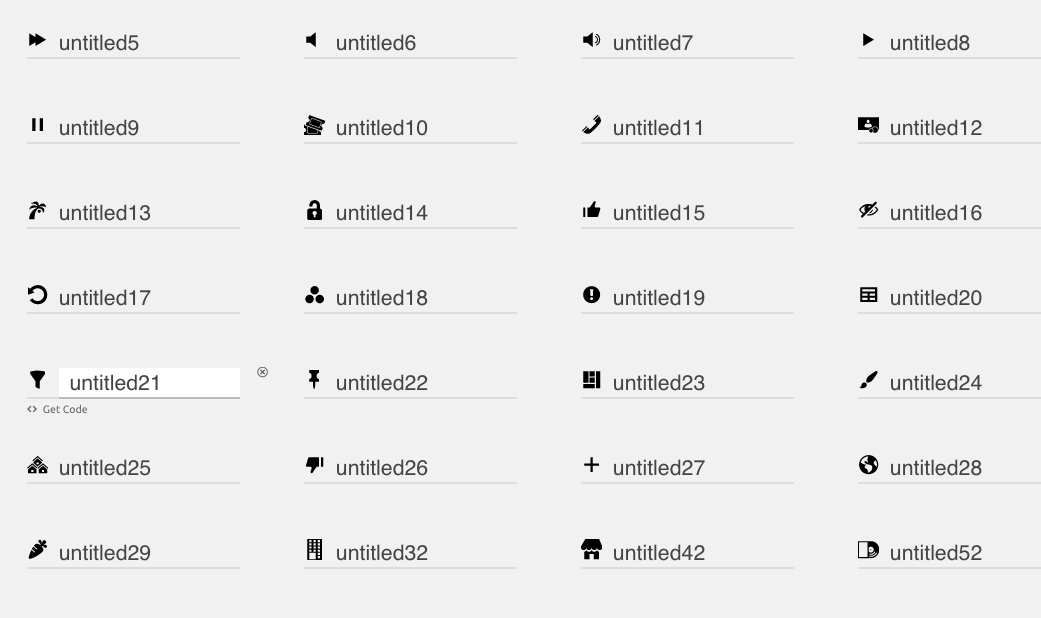 untitled5 untitled6 untitled7 untitled8
untitled9 untitled10 untitled11 untitled12
untitled13 untitled14 untitled15 untitled16
untitled17 untitled18 untitled19 untitled20
untitled21 untitled22 untitled23 untitled24
Get Code
untitled25 untitled26 untitled27 untitled28
untitled29 untitled32 untitled42 untitled52